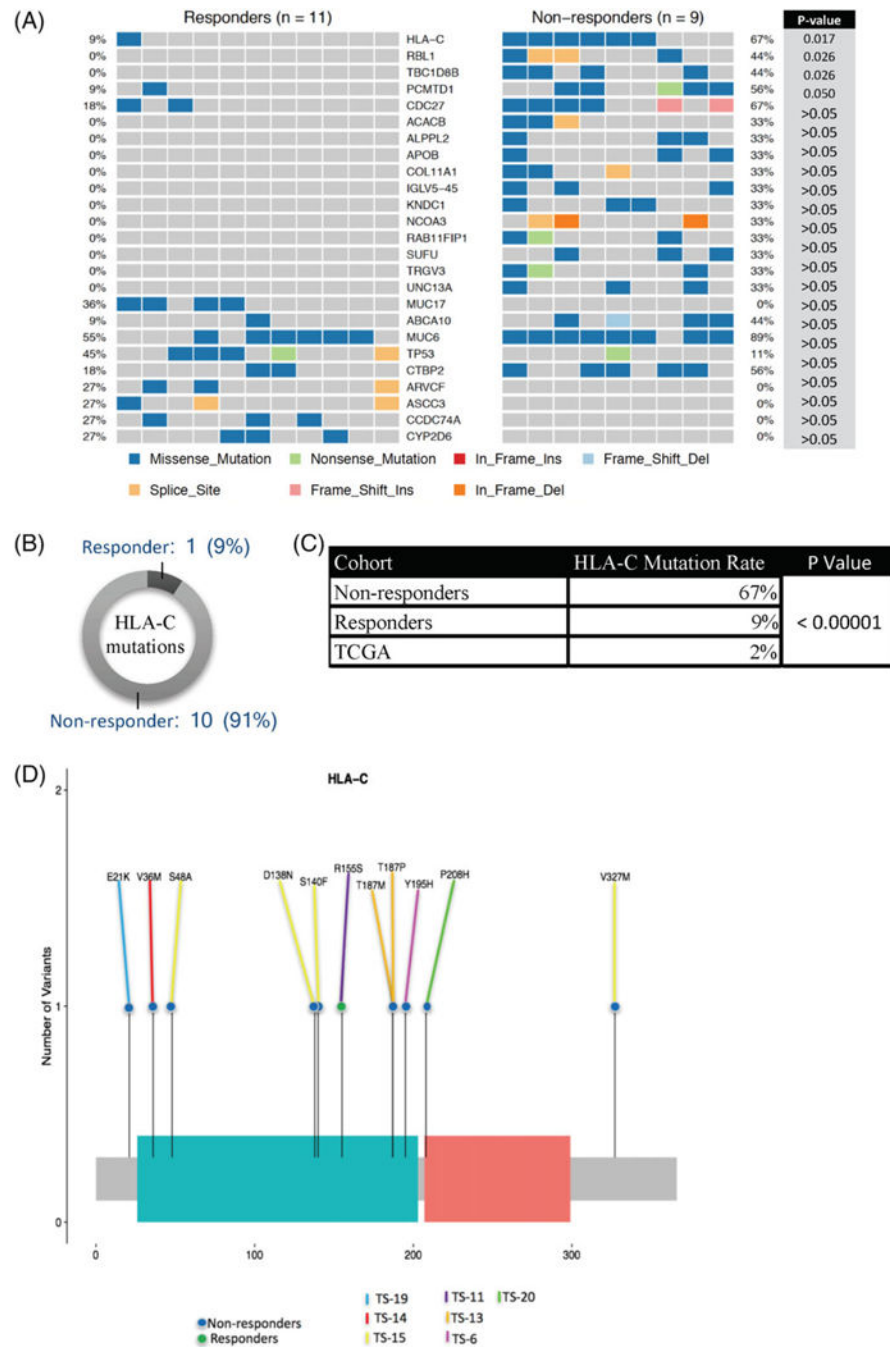 (A)
Responders (n = 11) Non-responders (n = 9) P-value
9% HLA-C 67% 0.017
0% RBL1 44% 0.026
0% TBC1D8B 44% 0.026
9% PCMTD1 56% 0.050
18% CDC27 67% >0.05
0% ACACB 33% >0.05
0% ALPPL2 33% >0.05
0% APOB 33% >0.05
0% COL11A1 33% >0.05
0% IGLV5-45 33% >0.05
0% KNDC1 33% >0.05
0% NCOA3 33% >0.05
0% RAB11FIP1 33% >0.05
0% SUFU 33% >0.05
0% TRGV3 33% >0.05
0% UNC13A 33% >0.05
36% MUC17 0% >0.05
9% ABCA10 44% >0.05
55% MUC6 89% >0.05
45% TP53 11% >0.05
18% CTBP2 56% >0.05
27% ARVCF 0% >0.05
27% ASCC3 0% >0.05
27% CCDC74A 0% >0.05
27% CYP2D6 0% >0.05
Missense_Mutation Nonsense_Mutation In_Frame_Ins Frame_Shift_Del
Splice_Site Frame_Shift_Ins In_Frame_Del
(B)
Responder: 1 (9%)
HLA-C
mutations
Non-responder: 10 (91%)
(C)
Cohort HLA-C Mutation Rate P Value
Non-responders 67%
Responders 9% < 0.00001
TCGA 2%
(D)
HLA-C
Number of Variants
2
1
0
E21K V36M S48A D138N S140F R155S T187M T187P Y195H P208H V327M
0 100 200 300
Non-responders
Responders
TS-19 TS-11 TS-20
TS-14 TS-13
TS-15 TS-6